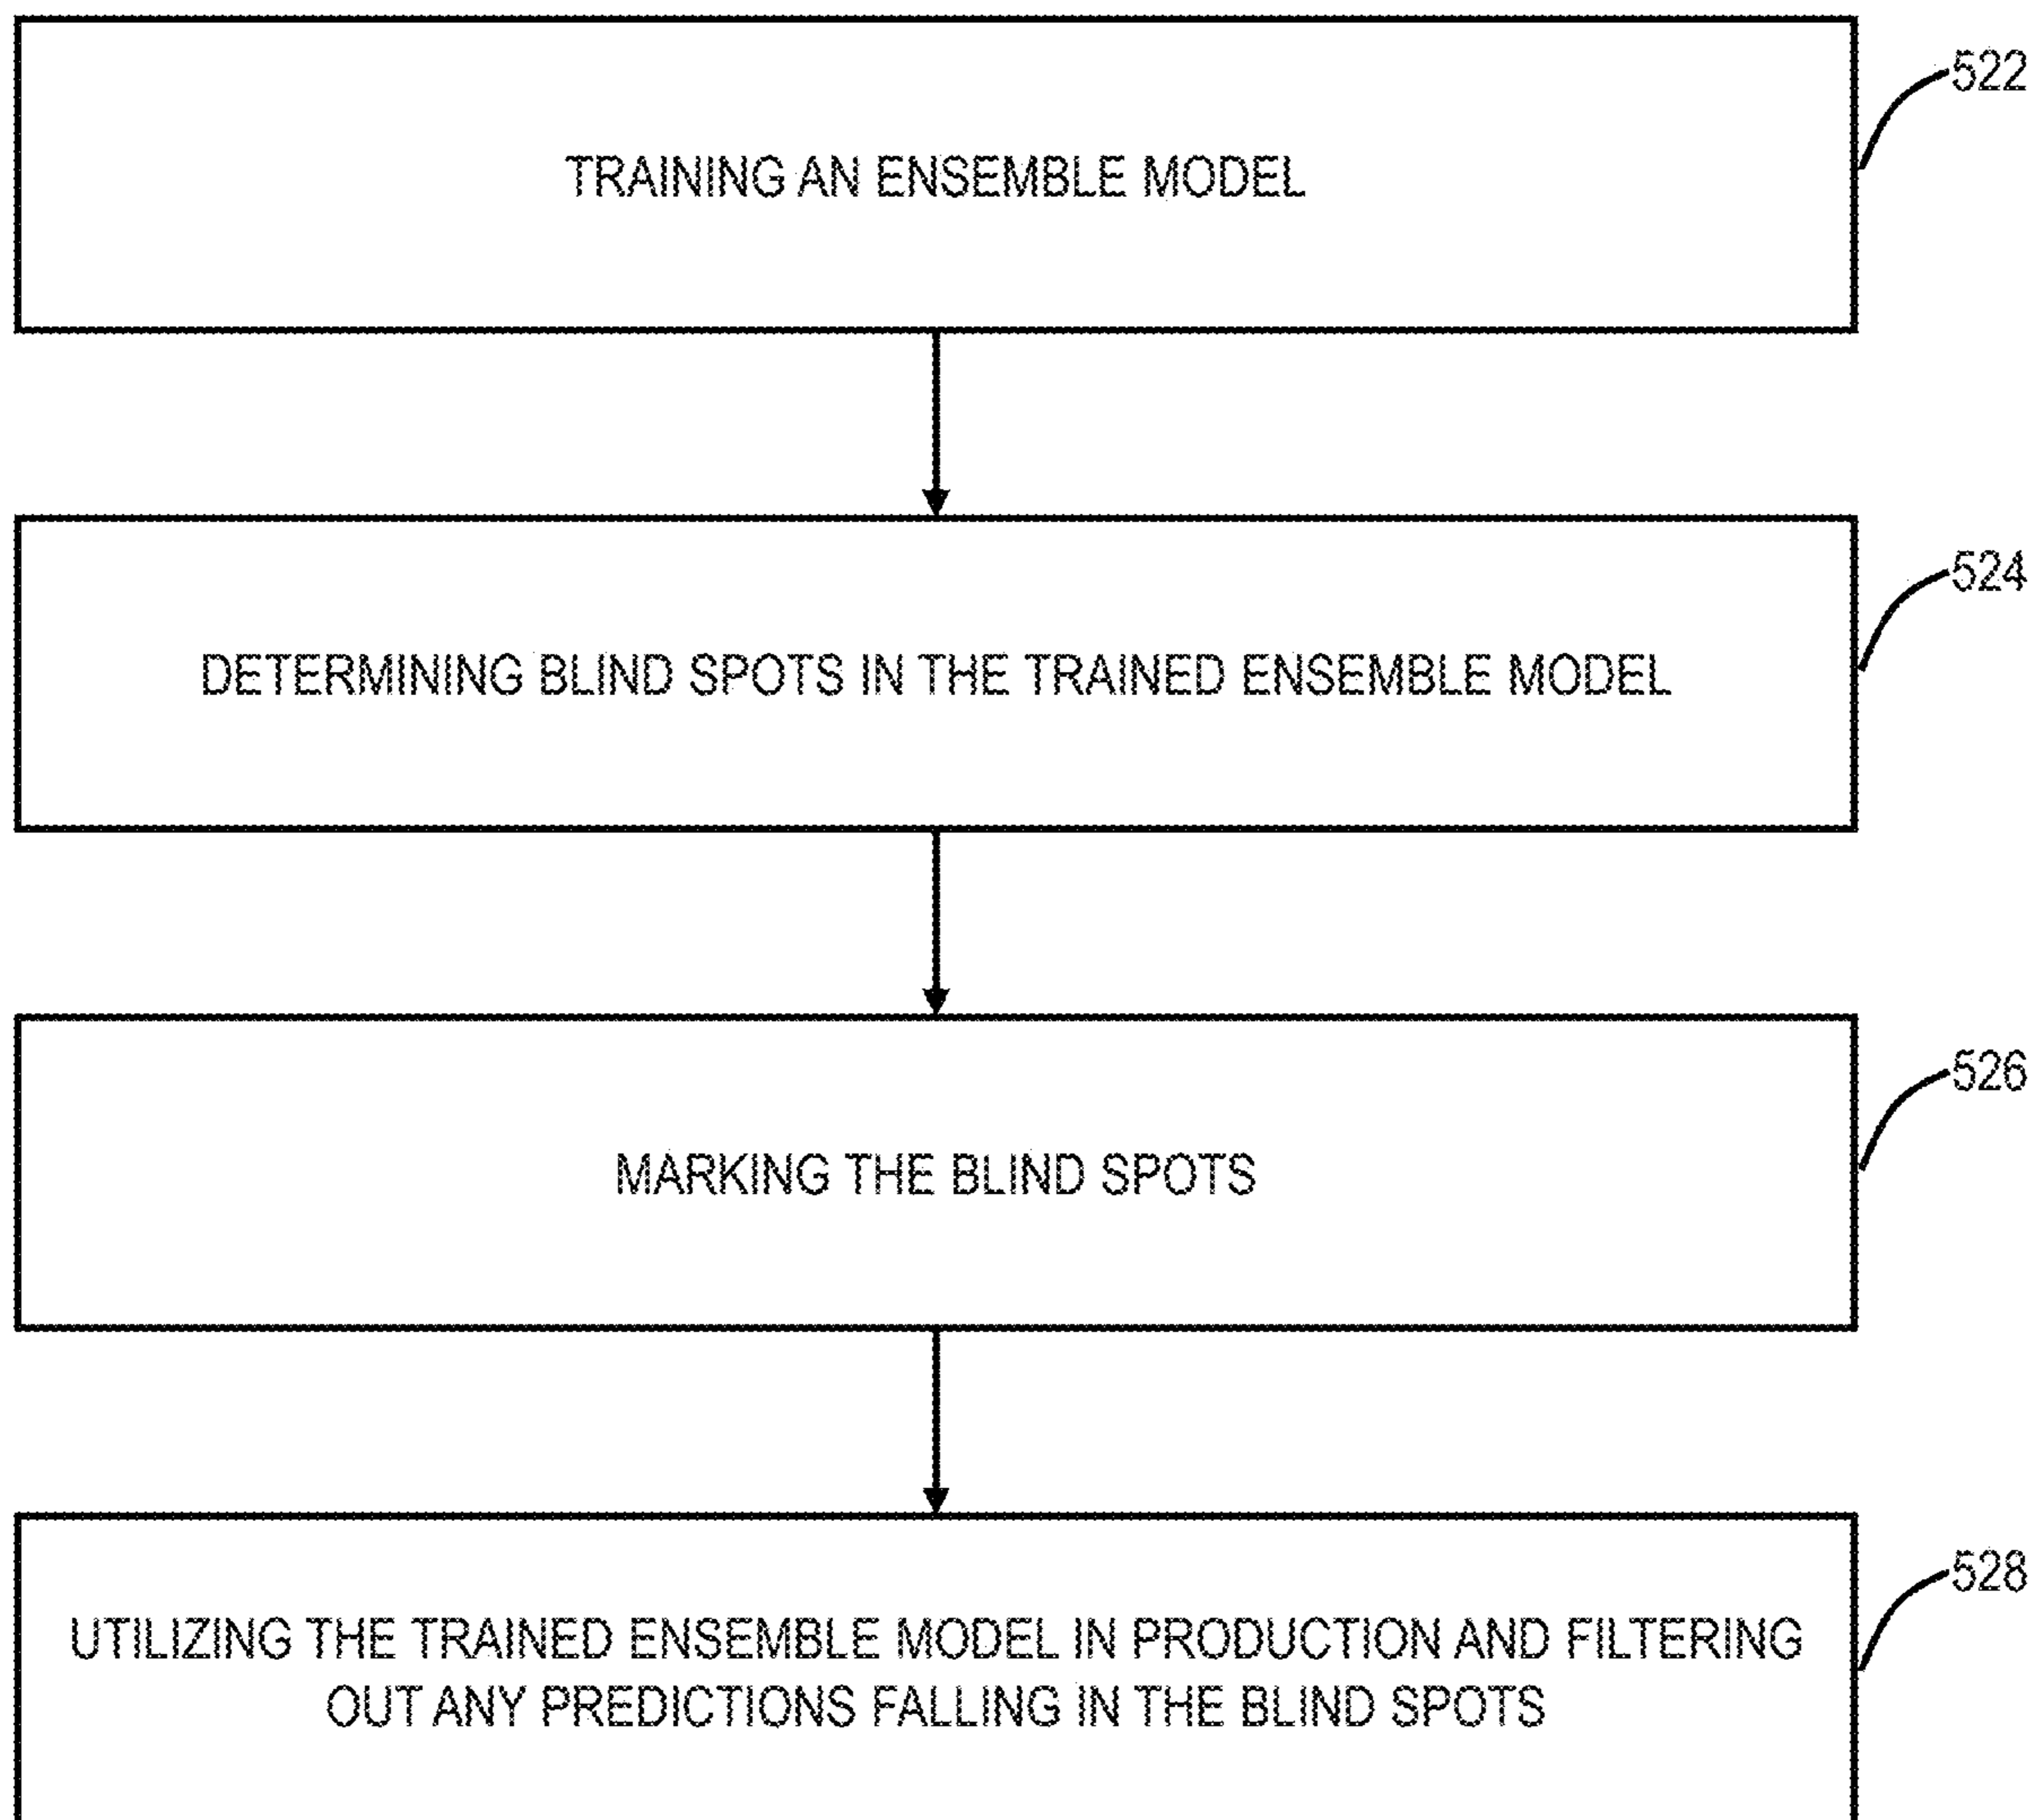 522
TRAINING AN ENSEMBLE MODEL
524
DETERMINING BLIND SPOTS IN THE TRAINED ENSEMBLE MODEL
526
MARKING THE BLIND SPOTS
528
UTILIZING THE TRAINED ENSEMBLE MODEL IN PRODUCTION AND FILTERING
OUT ANY PREDICTIONS FALLING IN THE BLIND SPOTS